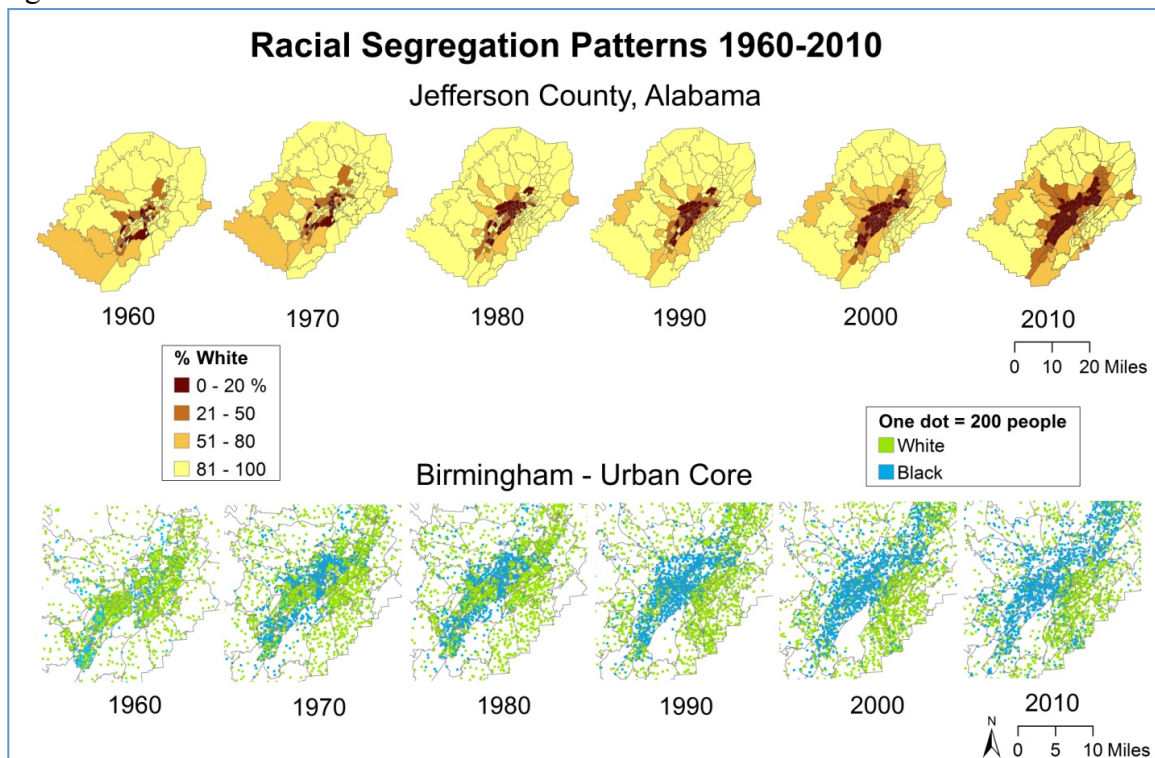 Racial Segregation Patterns 1960-2010
Jefferson County, Alabama
1960
1970
1980
1990
2000
2010
0 10 20 Miles
% White
0 - 20 %
21 - 50
51 - 80
81 - 100
One dot = 200 people
White
Black
Birmingham - Urban Core
1960
1970
1980
1990
2000
2010
N
0 5 10 Miles